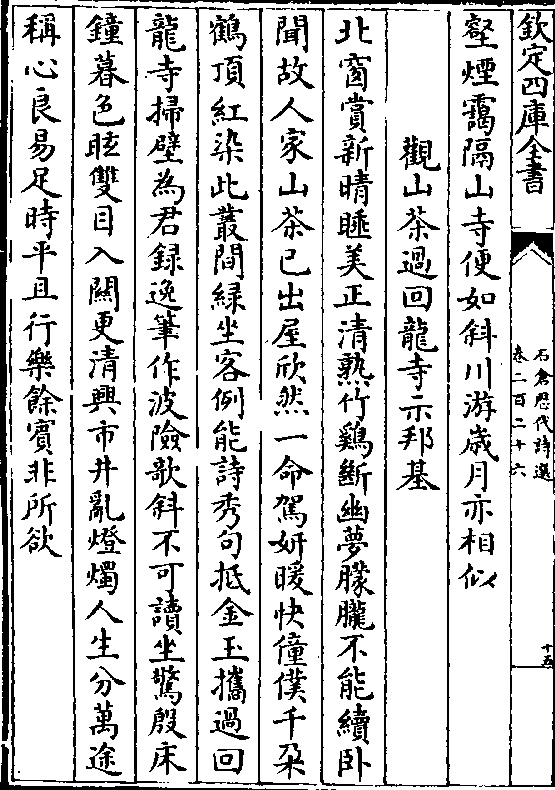 欽定四庫全書
石倉歷代詩選
卷二百二十六
十五
壑煙靄隔山寺便如斜川游歲月亦相似
觀山茶過回龍寺示邦基
北窗賞新晴睡美正清熟竹鷄斷幽夢朦朧不能續卧
聞故人家山茶已出屋欣然一命駕妍暖快僮僕千朶
鶴頂紅染此叢間緑坐客例能詩秀句抵金玉攜過回
龍寺掃壁為君録逸筆作波險歌斜不可讀坐驚殷床
鐘暮色眩雙目入闗更清興市井亂燈燭人生分萬途
稱心良易足時平且行樂餘賓非所欲